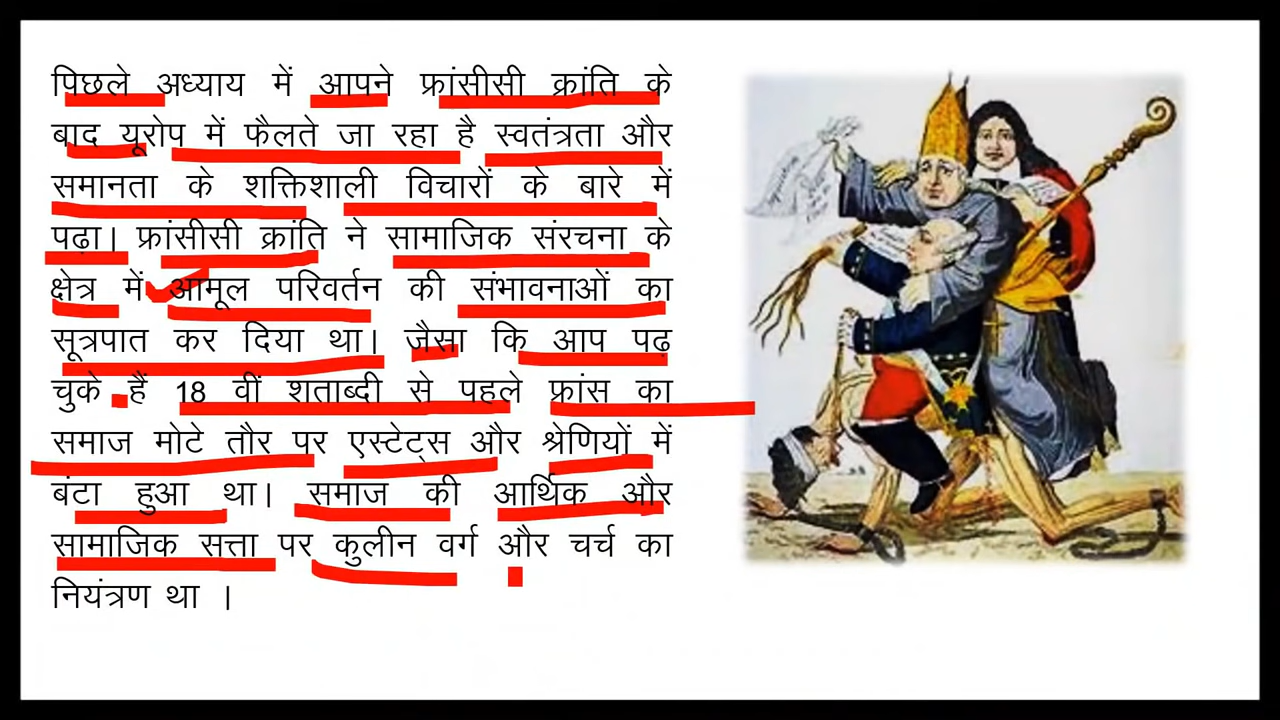 पिछले अध्याय में आपने फ्रांसीसी क्रांति के
बाद यूरोप में फैलते जा रहा है स्वतंत्रता और
समानता के शक्तिशाली विचारों के बारे में
पढ़ा। फ्रांसीसी क्रांति ने सामाजिक संरचना के
क्षेत्र में आमूल परिवर्तन की संभावनाओं का
सूत्रपात कर दिया था। जैसा कि आप पढ़
चुके हैं 18 वीं शताब्दी से पहले फ्रांस का
समाज मोटे तौर पर एस्टेट्स और श्रेणियों में
बंटा हुआ था। समाज की आर्थिक और
सामाजिक सत्ता पर कुलीन वर्ग और चर्च का
नियंत्रण था ।